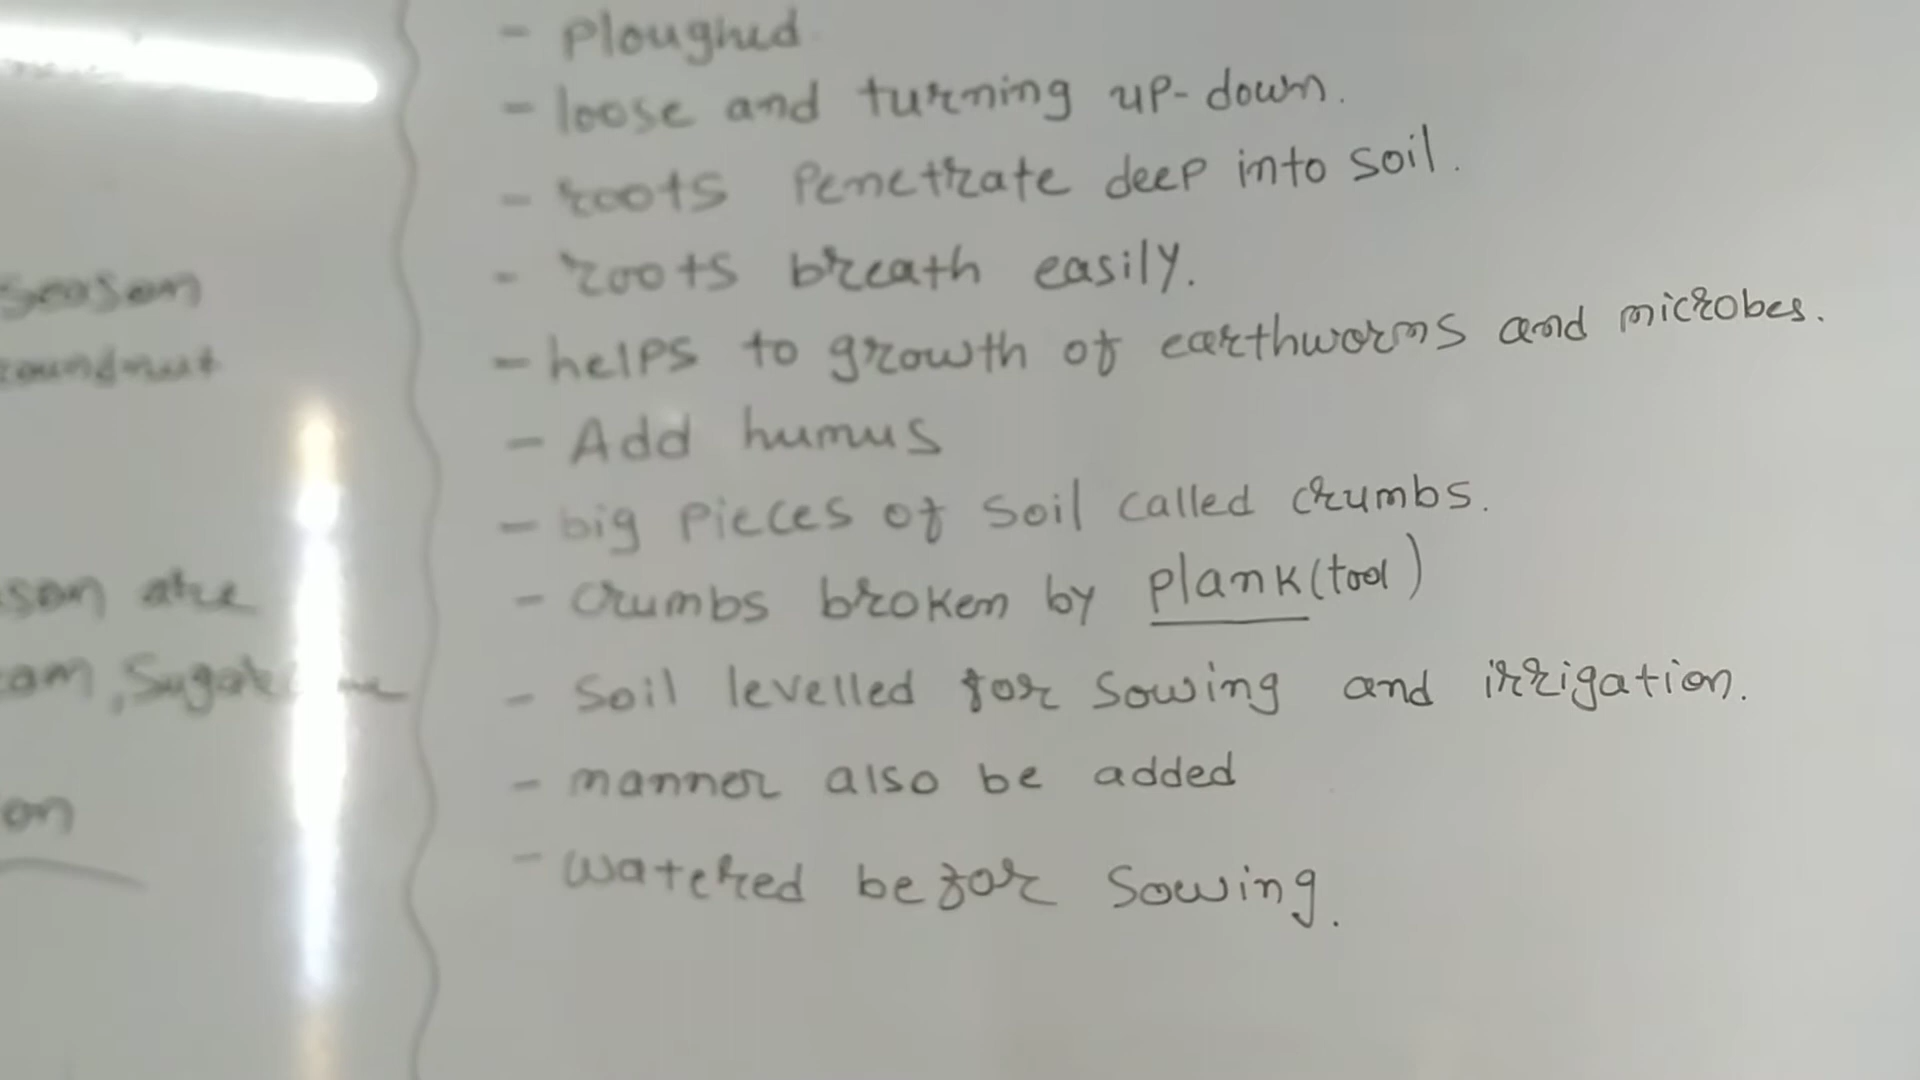 season
son are
on
- Ploughed
- loose and turning up-down.
- roots Penetrate deep into soil.
- roots breath easily.
- helps to growth of earthworms and microbes.
- Add humus
- big pieces of soil called crumbs.
- crumbs broken by plank (tool)
- Soil levelled for sowing and irrigation.
- manner also be added
- watered befor sowing.